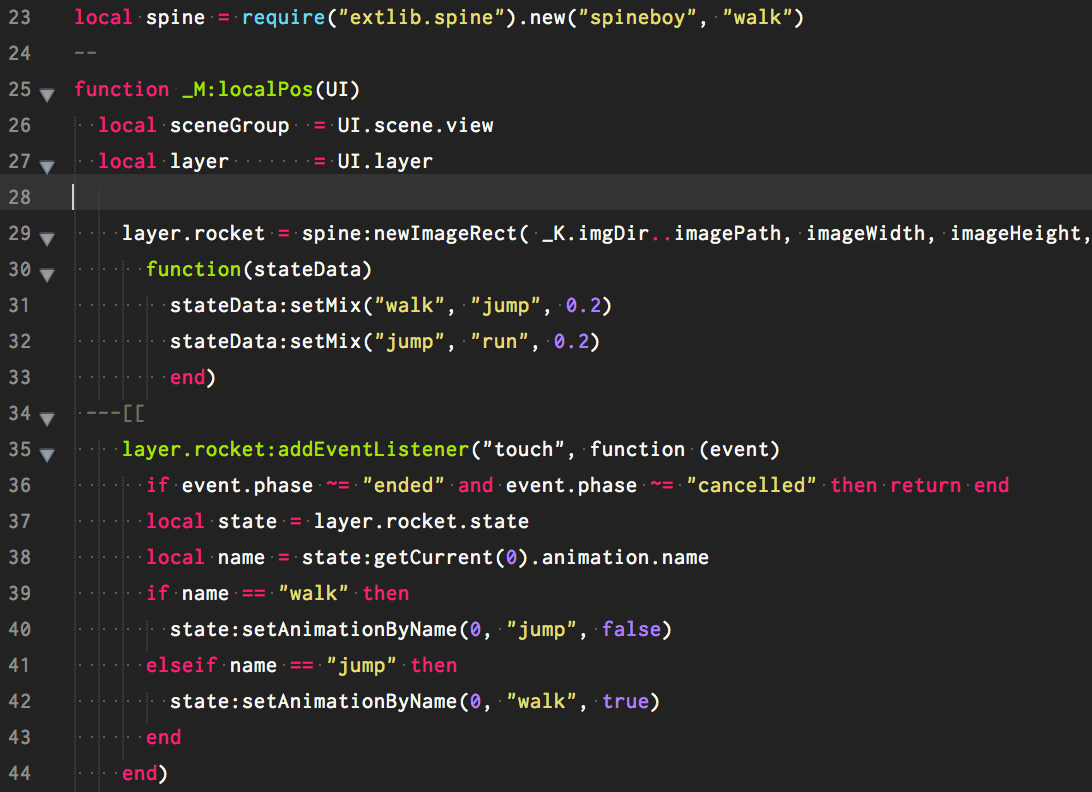 23 local spine = require("extlib.spine").new("spineboy", "walk")
24 --
25 function _M:localPos(UI)
26 local sceneGroup  = UI.scene.view
27 local layer       = UI.layer
28
29 layer.rocket = spine:newImageRect( _K.imgDir..imagePath, imageWidth, imageHeight,
30 function(stateData)
31 stateData:setMix("walk", "jump", 0.2)
32 stateData:setMix("jump", "run", 0.2)
33 end)
34 ---[[
35 layer.rocket:addEventListener("touch", function (event)
36 if event.phase ~= "ended" and event.phase ~= "cancelled" then return end
37 local state = layer.rocket.state
38 local name = state:getCurrent(0).animation.name
39 if name == "walk" then
40 state:setAnimationByName(0, "jump", false)
41 elseif name == "jump" then
42 state:setAnimationByName(0, "walk", true)
43 end
44 end)